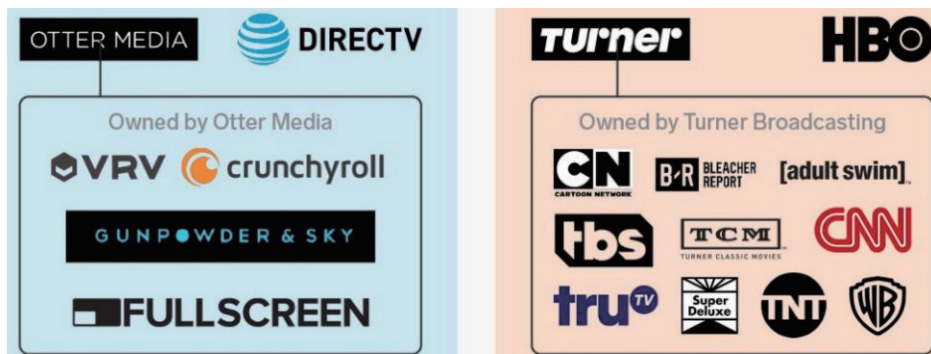 OTTER MEDIA
DIRECTV
Owned by Otter Media
VRV
crunchyroll
GUNPOWDER & SKY
FULLSCREEN
Turner
HBO
Owned by Turner Broadcasting
CN
CARTOON NETWORK
B/R BLEACHER
REPORT
[adult swim]™
tbs
TCM
TURNER CLASSIC MOVIES
CNN
truTV
Super
Deluxe
TNT
WB